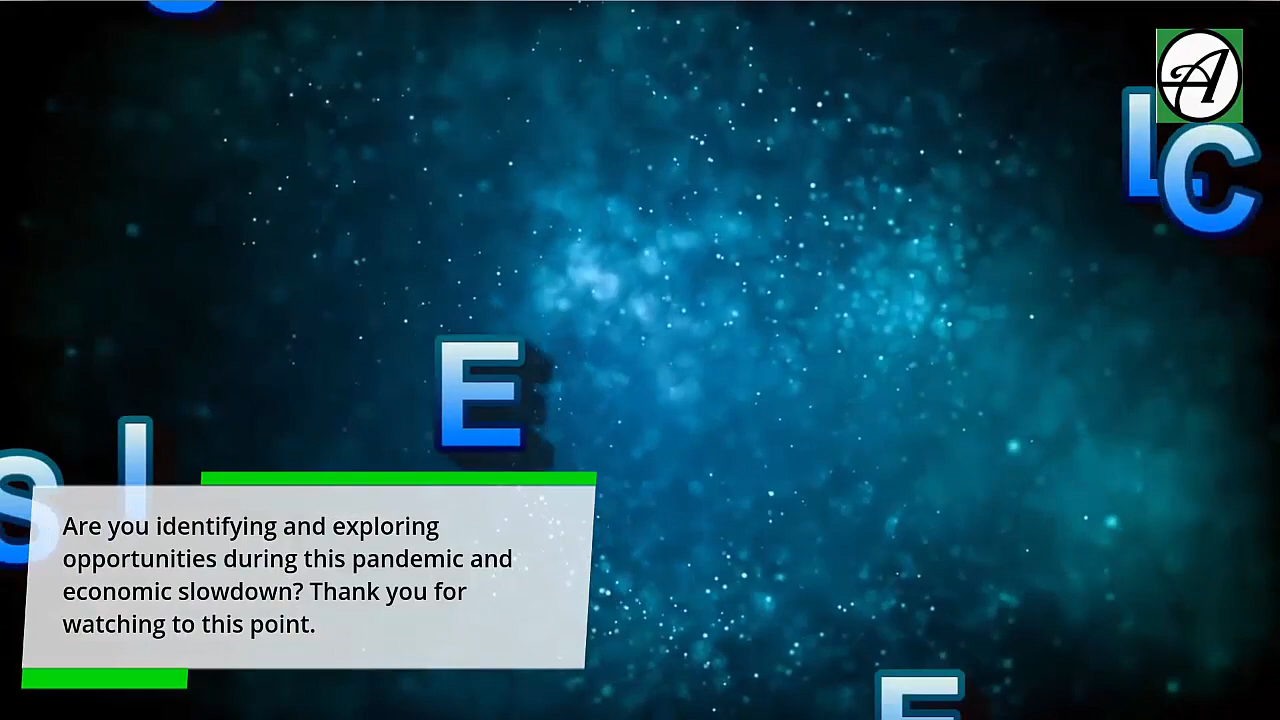 A
L
C
E
S
I
Are you identifying and exploring
opportunities during this pandemic and
economic slowdown? Thank you for
watching to this point.